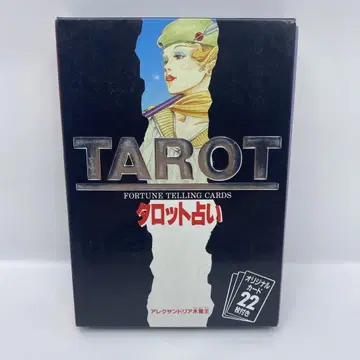 TAROT
FORTUNE TELLING CARDS
タロット占い
オリジナル
カード
22
枚付き
アレクサンドリア木星王